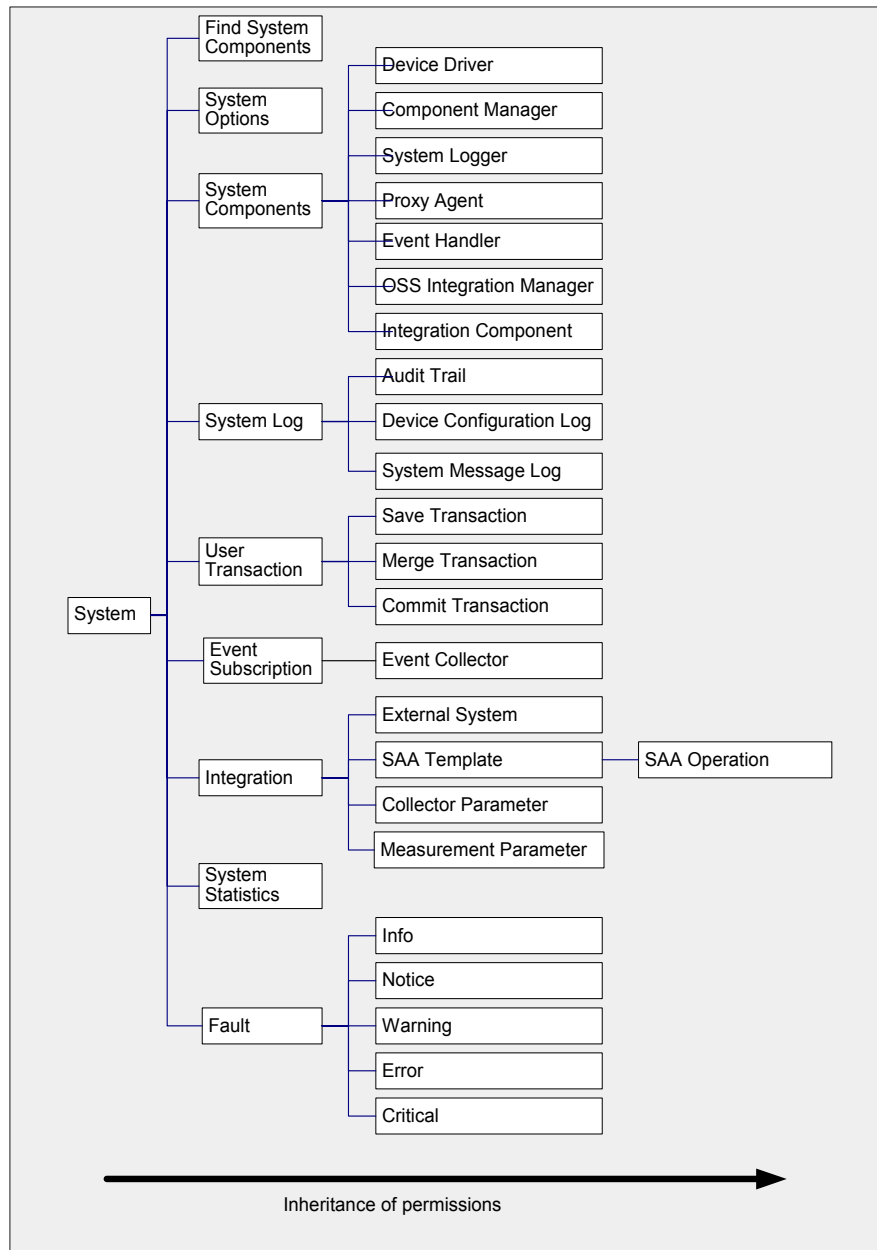 Find System
Components
Device Driver
System
Options
Component Manager
System Logger
System
Components
Proxy Agent
Event Handler
OSS Integration Manager
Integration Component
Audit Trail
System Log
Device Configuration Log
System Message Log
Save Transaction
User
Transaction
Merge Transaction
Commit Transaction
System
Event
Subscription
Event Collector
External System
Integration
SAA Template
SAA Operation
Collector Parameter
Measurement Parameter
System
Statistics
Info
Notice
Fault
Warning
Error
Critical
Inheritance of permissions